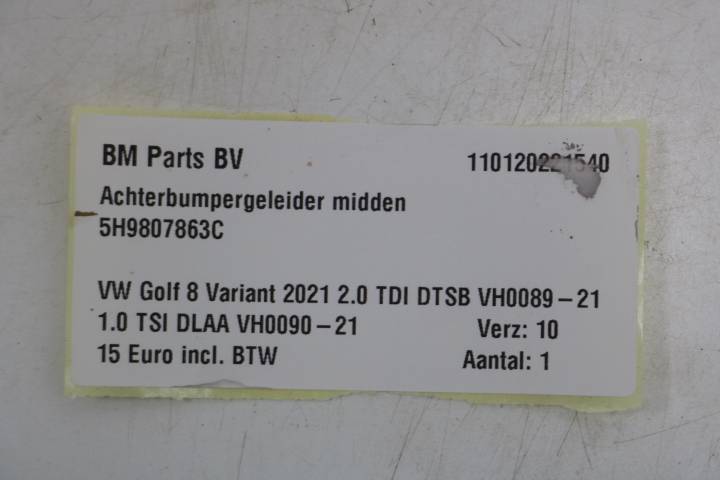 BM Parts BV 110120221540
Achterbumpergeleider midden
5H9807863C
VW Golf 8 Variant 2021 2.0 TDI DTSB VH0089-21
1.0 TSI DLAA VH0090-21 Verz: 10
15 Euro incl. BTW Aantal: 1